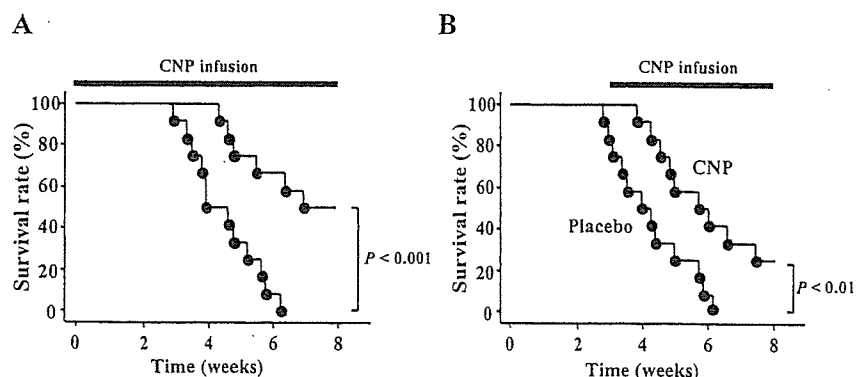 A
CNP infusion
Survival rate (%)
100
80
60
40
20
0
P < 0.001
0 2 4 6 8
Time (weeks)
B
CNP infusion
Survival rate (%)
100
80
60
40
20
0
CNP
Placebo
P < 0.01
0 2 4 6 8
Time (weeks)